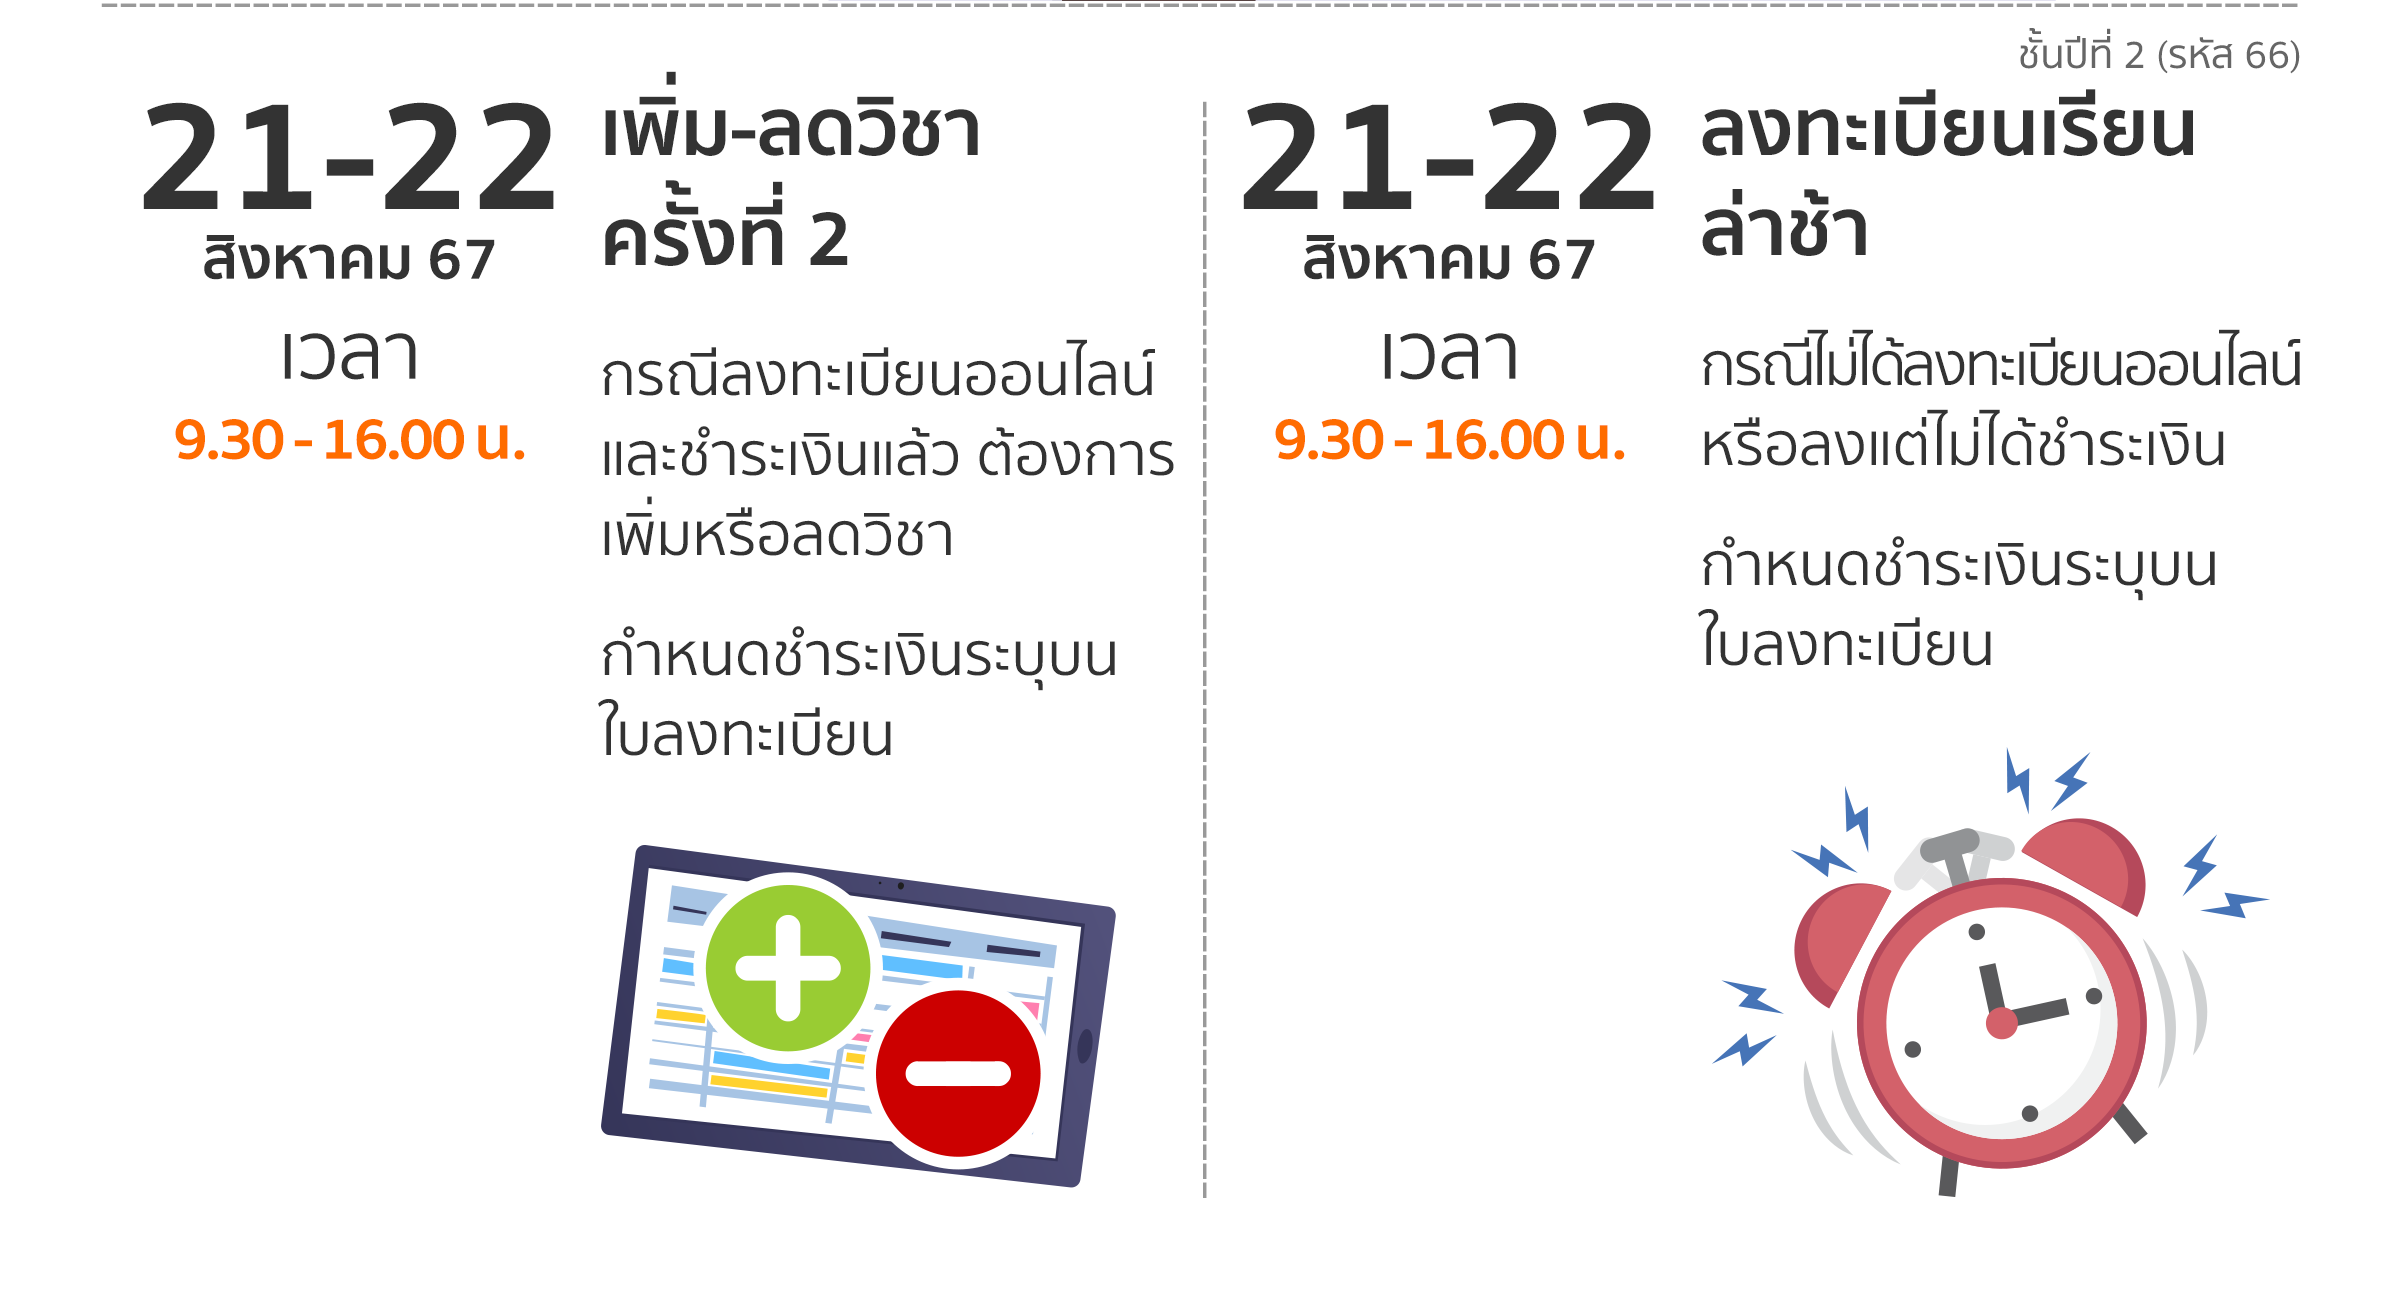 ชั้นปีที่ 2 (รหัส 66)
21-22
สิงหาคม 67
เวลา
9.30 - 16.00 น.
เพิ่ม-ลดวิชา
ครั้งที่ 2
กรณีลงทะเบียนออนไลน์
และชำระเงินแล้ว ต้องการ
เพิ่มหรือลดวิชา
กำหนดชำระเงินระบุบน
ใบลงทะเบียน
21-22
สิงหาคม 67
เวลา
9.30 - 16.00 น.
ลงทะเบียนเรียน
ล่าช้า
กรณีไม่ได้ลงทะเบียนออนไลน์
หรือลงแต่ไม่ได้ชำระเงิน
กำหนดชำระเงินระบุบน
ใบลงทะเบียน